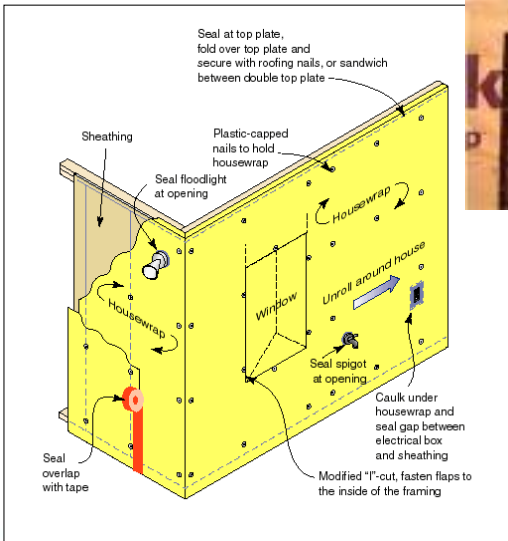 Seal at top plate,
fold over top plate and
secure with roofing nails, or sandwich
between double top plate
Sheathing
Plastic-capped
nails to hold
housewrap
Seal floodlight
at opening
Housewrap
Housewrap
Unroll around house
Window
Seal spigot
at opening
Caulk under
housewrap and
seal gap between
electrical box
and sheathing
Seal
overlap
with tape
Modified "I"-cut, fasten flaps to
the inside of the framing